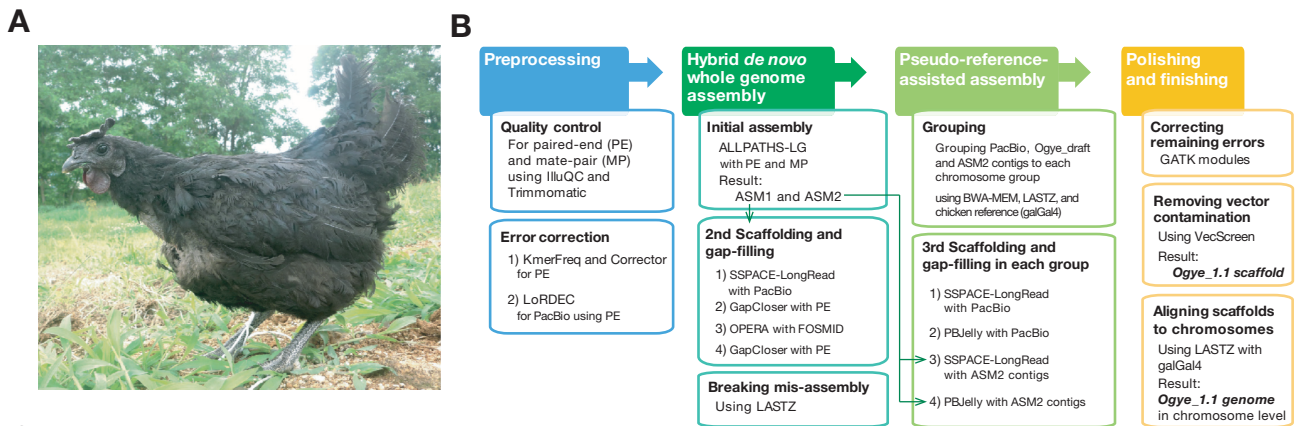 A
B
Preprocessing
Quality control
For paired-end (PE)
and mate-pair (MP)
using IlluQC and
Trimmomatic
Error correction
1) KmerFreq and Corrector
for PE
2) LoRDEC
for PacBio using PE
Hybrid de novo
whole genome
assembly
Initial assembly
ALLPATHS-LG
with PE and MP
Result:
ASM1 and ASM2
2nd Scaffolding and
gap-filling
1) SSPACE-LongRead
with PacBio
2) GapCloser with PE
3) OPERA with FOSMID
4) GapCloser with PE
Breaking mis-assembly
Using LASTZ
Pseudo-reference-
assisted assembly
Grouping
Grouping PacBio, Ogye_draft
and ASM2 contigs to each
chromosome group
using BWA-MEM, LASTZ, and
chicken reference (galGal4)
3rd Scaffolding and
gap-filling in each group
1) SSPACE-LongRead
with PacBio
2) PBJelly with PacBio
3) SSPACE-LongRead
with ASM2 contigs
4) PBJelly with ASM2 contigs
Polishing
and finishing
Correcting
remaining errors
GATK modules
Removing vector
contamination
Using VecScreen
Result:
Ogye_1.1 scaffold
Aligning scaffolds
to chromosomes
Using LASTZ with
galGal4
Result:
Ogye_1.1 genome
in chromosome level